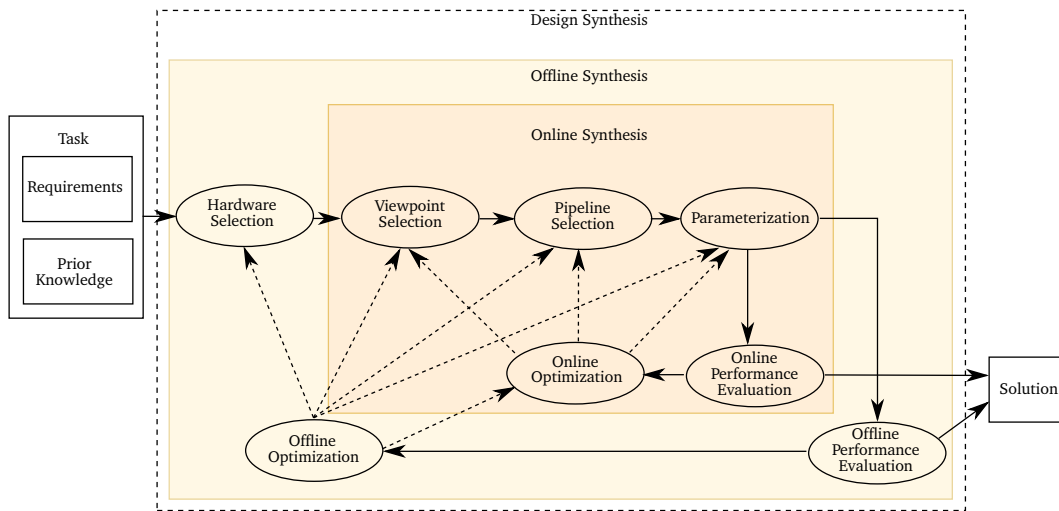 Design Synthesis
Offline Synthesis
Online Synthesis
Task
Requirements
Prior
Knowledge
Hardware
Selection
Viewpoint
Selection
Pipeline
Selection
Parameterization
Online
Optimization
Online
Performance
Evaluation
Solution
Offline
Optimization
Offline
Performance
Evaluation